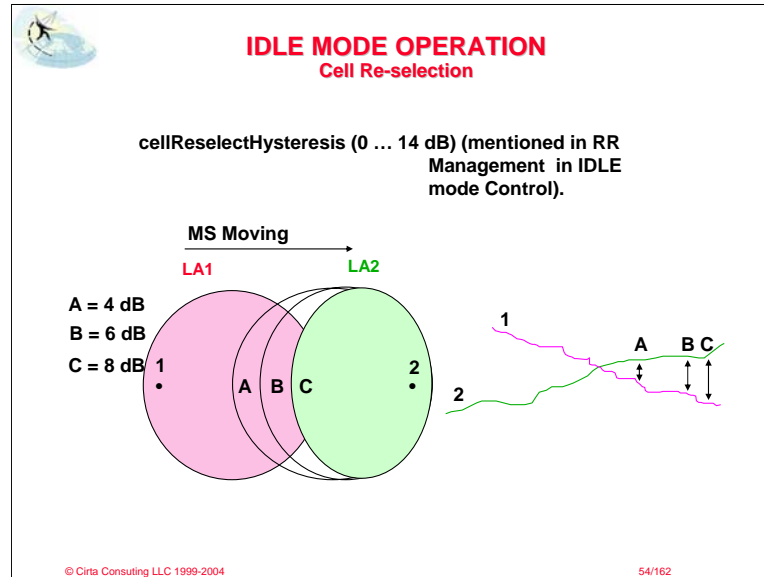 IDLE MODE OPERATION
Cell Re-selection
cellReselectHysteresis (0 … 14 dB) (mentioned in RR
Management in IDLE
mode Control).
MS Moving
LA1
LA2
A = 4 dB
B = 6 dB
C = 8 dB
1
2
A
B
C
1
2
A
B
C
© Cirta Consuting LLC 1999-2004
54/162